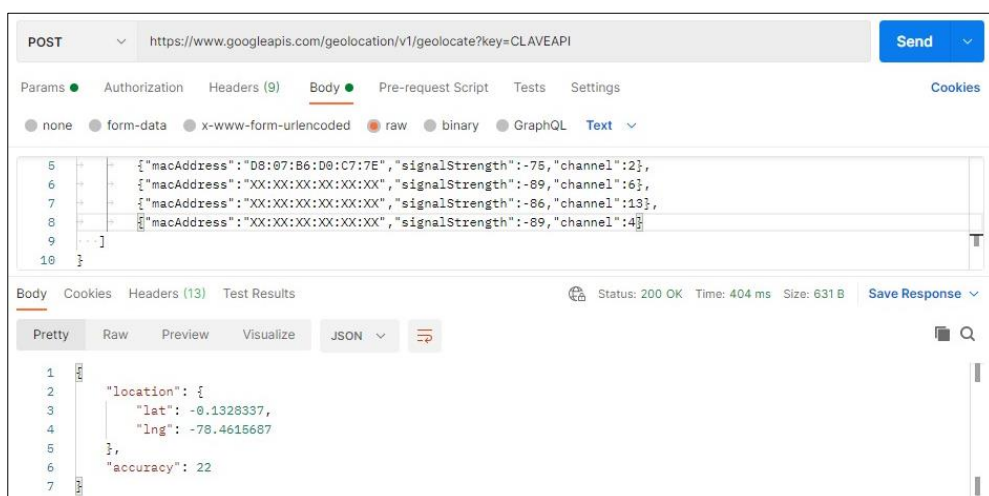 POST https://www.googleapis.com/geolocation/v1/geolocate?key=CLAVEAPI Send
Params Authorization Headers (9) Body Pre-request Script Tests Settings Cookies
none form-data x-www-form-urlencoded raw binary GraphQL Text
5 {"macAddress":"D8:07:B6:D0:C7:7E","signalStrength":-75,"channel":2},
6 {"macAddress":"XX:XX:XX:XX:XX:XX","signalStrength":-89,"channel":6},
7 {"macAddress":"XX:XX:XX:XX:XX:XX","signalStrength":-86,"channel":13},
8 {"macAddress":"XX:XX:XX:XX:XX:XX","signalStrength":-89,"channel":4}
9 ]
10 }
Body Cookies Headers (13) Test Results Status: 200 OK Time: 404 ms Size: 631 B Save Response
Pretty Raw Preview Visualize JSON
1 {
2 "location": {
3 "lat": -0.1328337,
4 "lng": -78.4615687
5 },
6 "accuracy": 22
7 }